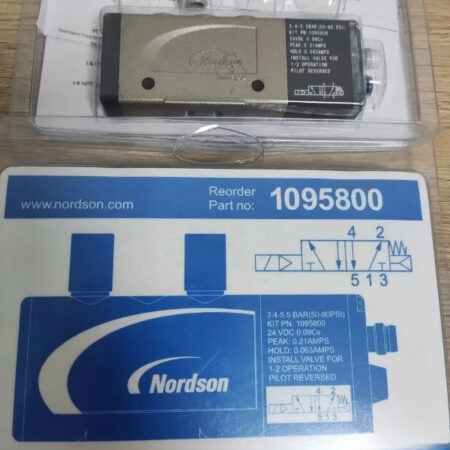 3.4-5.5 BAR(50-80 PSI)
KIT PN:1095800
24VDC 0.09Cv
PEAK:0.21AMPS
HOLD:0.063AMPS
INSTALL VALVE FOR
1-2 OPERATION
PILOT REVERSED
Nordson
www.nordson.com
Reorder
Part no: 1095800
4 2
5 1 3
3.4-5.5 BAR(50-80PSI)
KIT PN: 1095800
24 VDC 0.09Cv
PEAK: 0.21AMPS
HOLD: 0.063AMPS
INSTALL VALVE FOR
1-2 OPERATION
PILOT REVERSED
Nordson
4 2
5 1 3